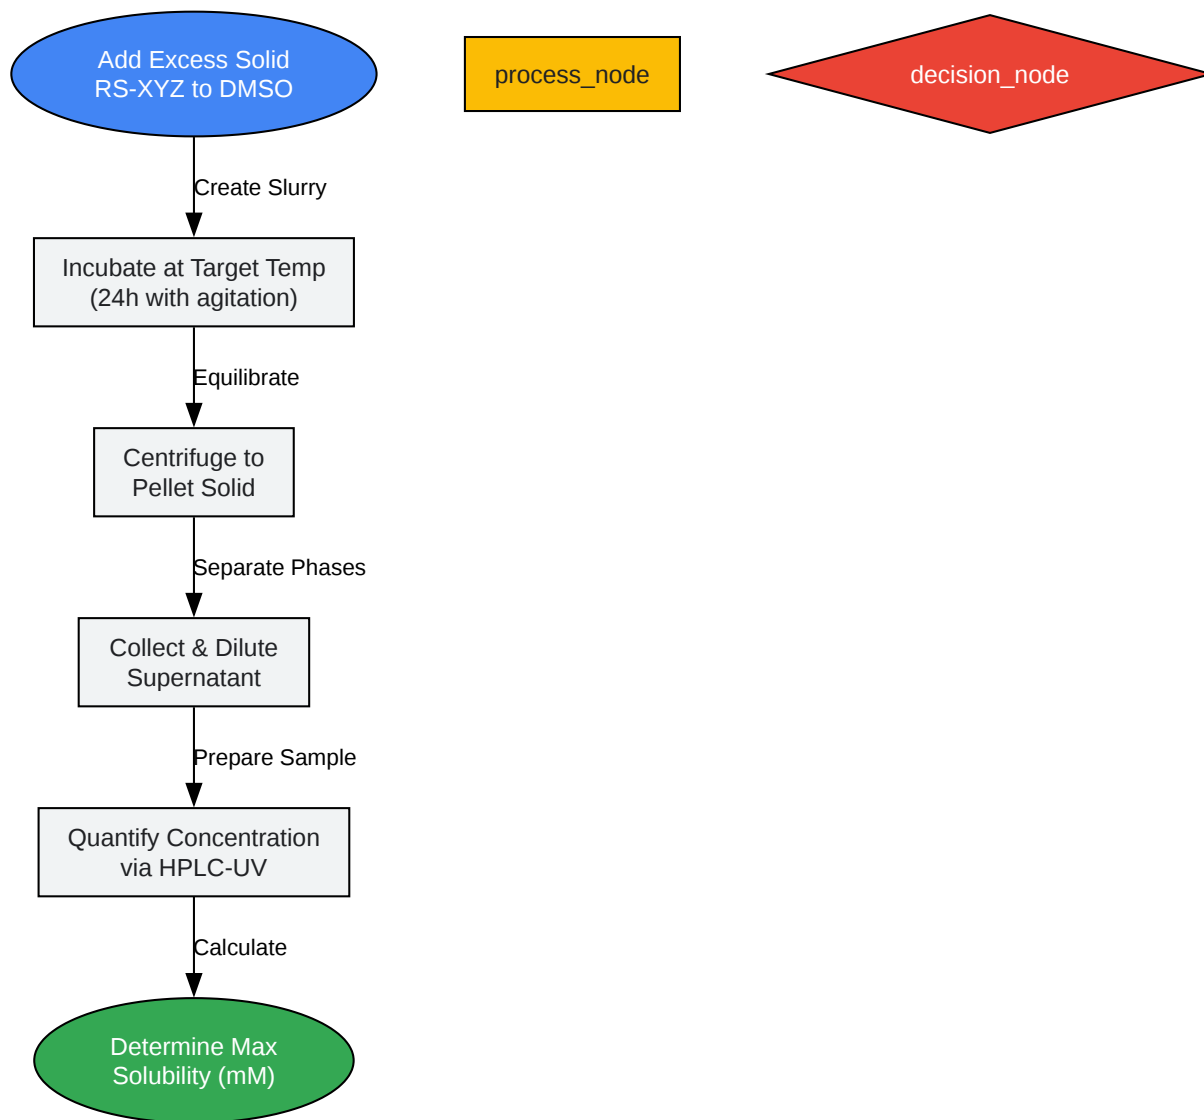 Add Excess Solid
RS-XYZ to DMSO
process_node
decision_node
Create Slurry
Incubate at Target Temp
(24h with agitation)
Equilibrate
Centrifuge to
Pellet Solid
Separate Phases
Collect & Dilute
Supernatant
Prepare Sample
Quantify Concentration
via HPLC-UV
Calculate
Determine Max
Solubility (mM)